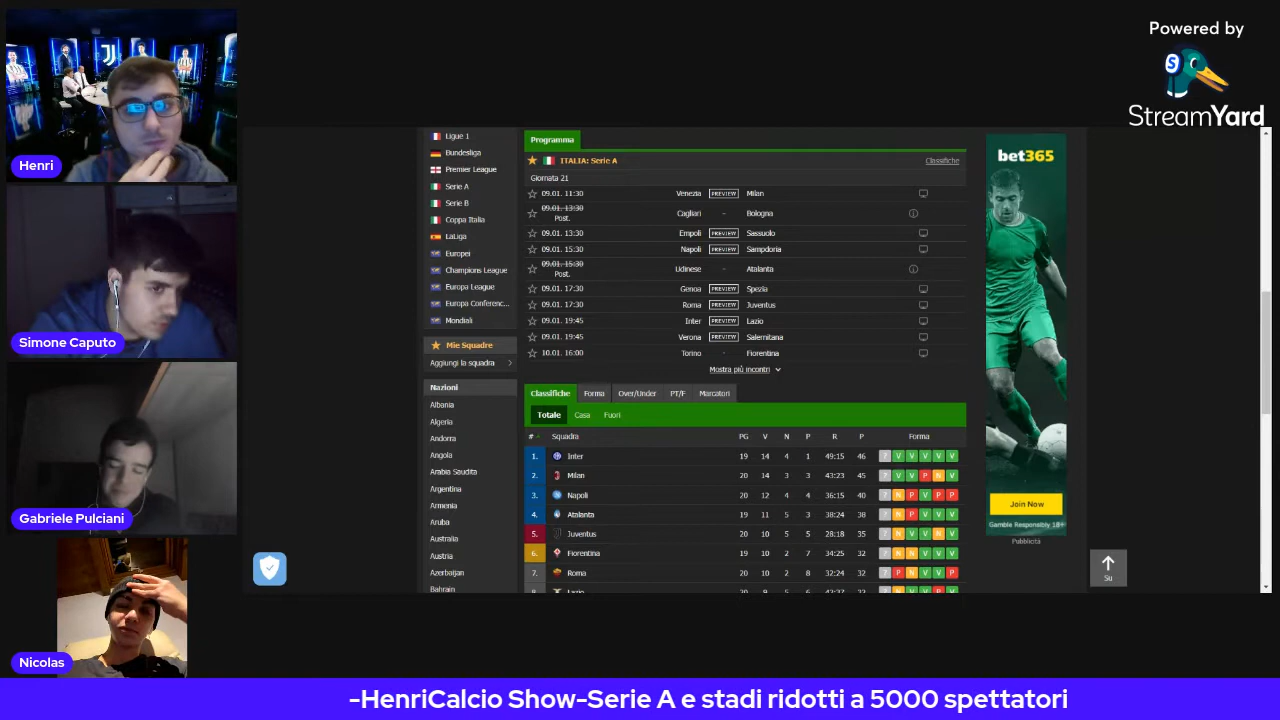 Powered by
StreamYard
Henri
Simone Caputo
Gabriele Pulciani
Nicolas
Ligue 1
Bundesliga
Premier League
Serie A
Serie B
Coppa Italia
LaLiga
Europei
Champions League
Europa League
Europa Conferenc...
Mondiali
Mie Squadre
Aggiungi la squadra
Nazioni
Albania
Algeria
Andorra
Angola
Arabia Saudita
Argentina
Armenia
Aruba
Australia
Austria
Azerbaijan
Bahrain
Programma
ITALIA: Serie A Classifiche
Giornata 21
09.01. 11:30 Venezia PREVIEW Milan
09.01. 13:30 Post. Cagliari - Bologna
09.01. 13:30 Empoli PREVIEW Sassuolo
09.01. 15:30 Napoli PREVIEW Sampdoria
09.01. 15:30 Post. Udinese - Atalanta
09.01. 17:30 Genoa PREVIEW Spezia
09.01. 17:30 Roma PREVIEW Juventus
09.01. 19:45 Inter PREVIEW Lazio
09.01. 19:45 Verona PREVIEW Salernitana
10.01. 16:00 Torino - Fiorentina
Mostra più incontri
Classifiche Forma Over/Under PT/F Marcatori
Totale Casa Fuori
# Squadra PG V N P R P Forma
1. Inter 19 14 4 1 49:15 46 ? V V V V V
2. Milan 20 14 3 3 43:23 45 ? V V P N V
3. Napoli 20 12 4 4 36:15 40 ? N P V P P
4. Atalanta 19 11 5 3 38:24 38 ? N P V V V
5. Juventus 20 10 5 5 28:18 35 ? N V V N V
6. Fiorentina 19 10 2 7 34:25 32 ? N N V V V
7. Roma 20 10 2 8 32:24 32 ? P N V V P
bet365
Join Now
Gamble Responsibly 18+
Pubblicità
Su
-HenriCalcio Show-Serie A e stadi ridotti a 5000 spettatori